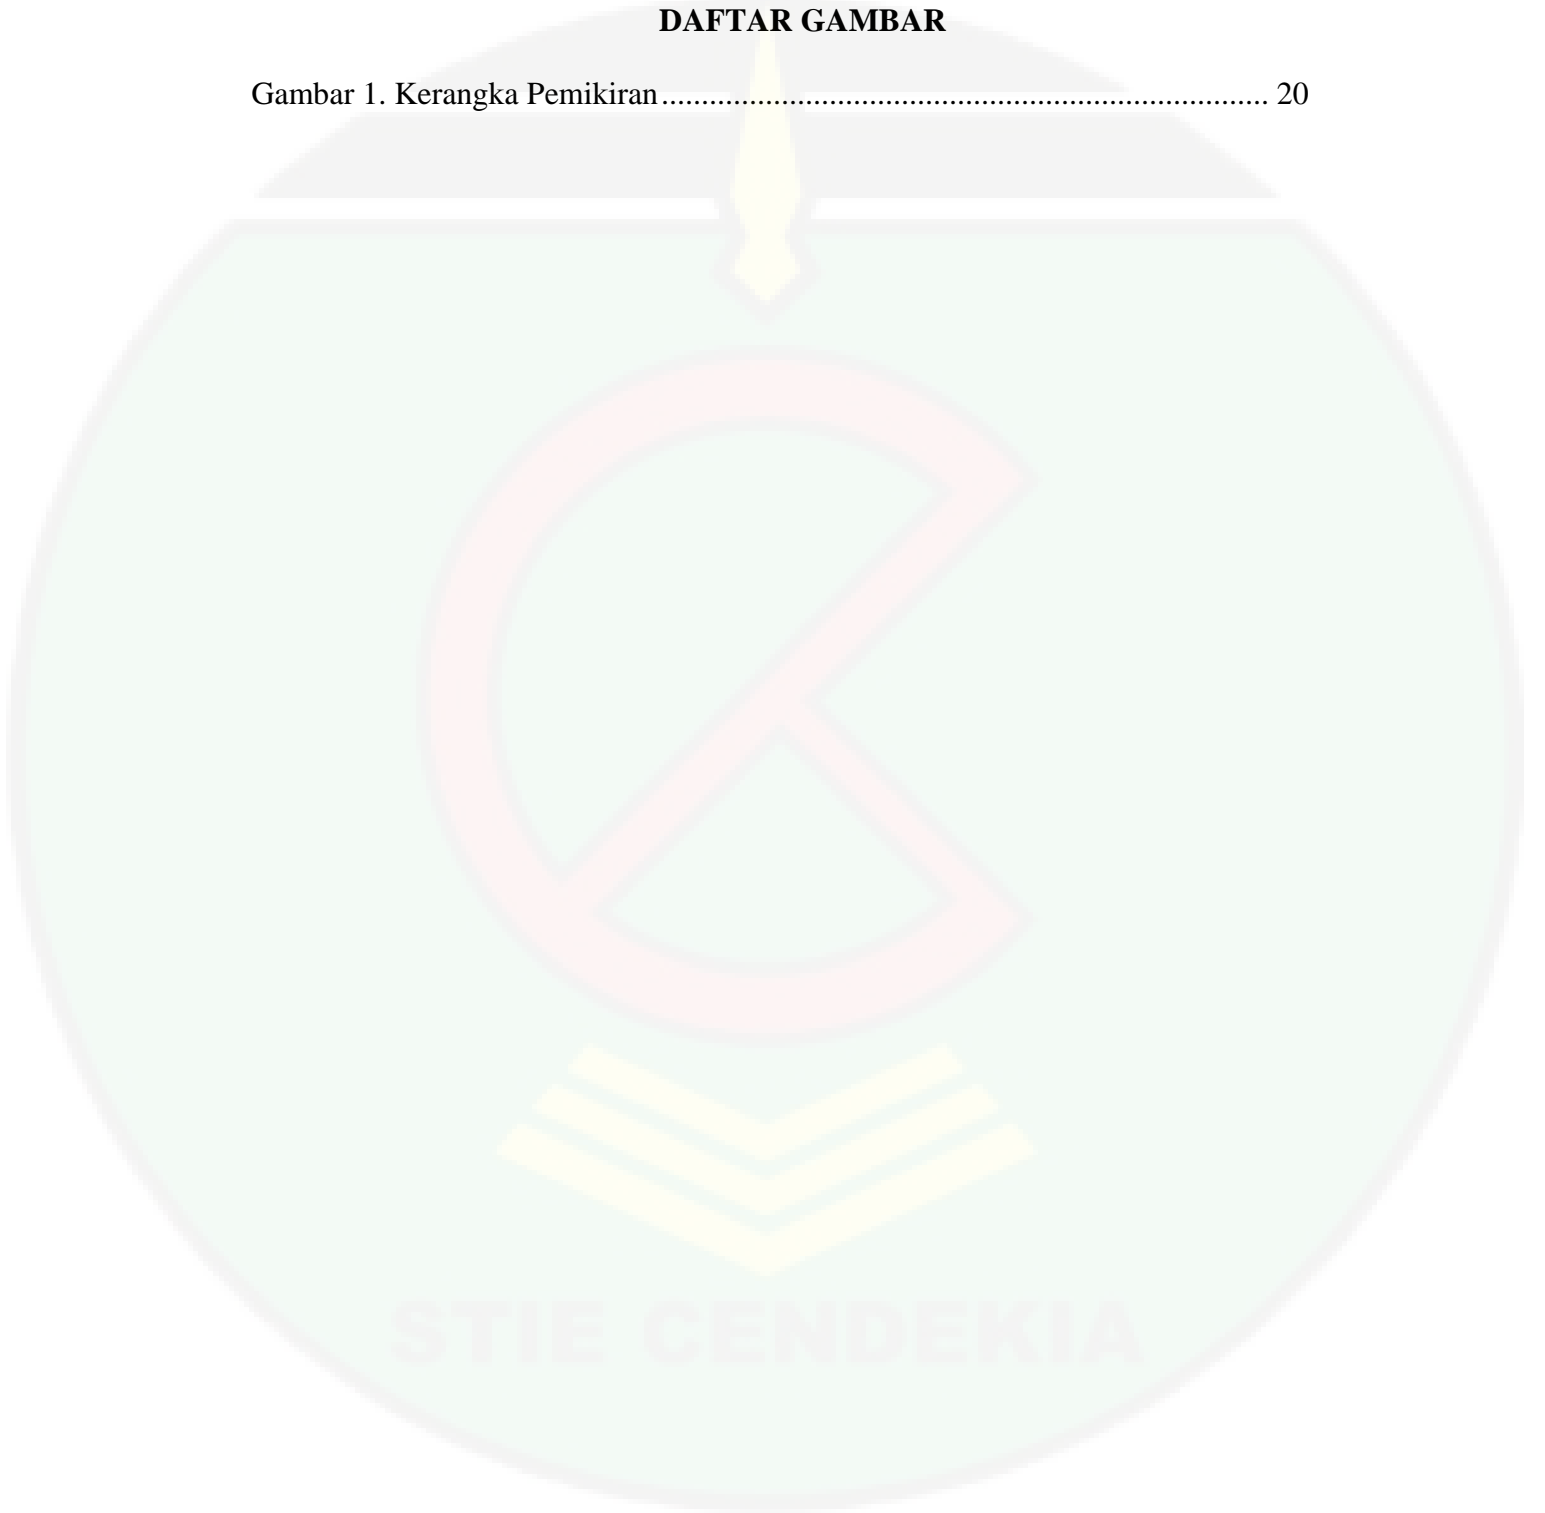 DAFTAR GAMBAR
Gambar 1. Kerangka Pemikiran........................................................................... 20
STIE CENDEKIA